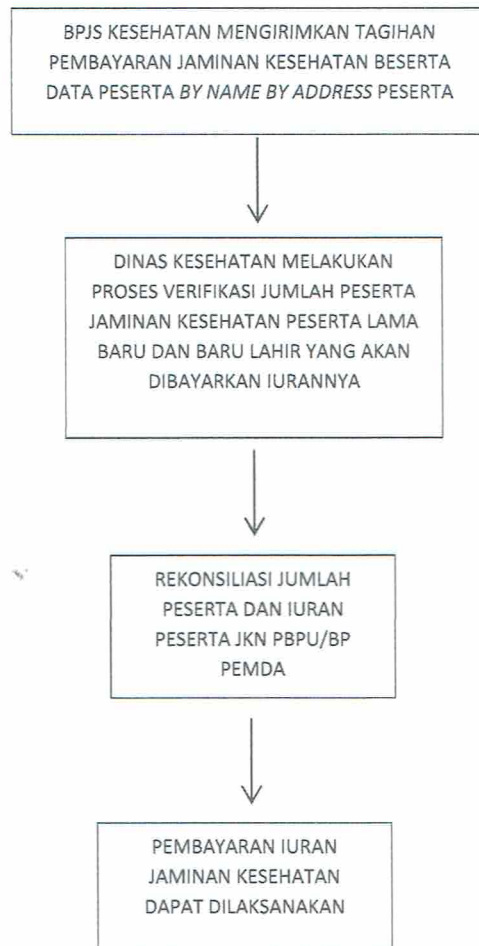 BPJS KESEHATAN MENGIRIMKAN TAGIHAN
PEMBAYARAN JAMINAN KESEHATAN BESERTA
DATA PESERTA BY NAME BY ADDRESS PESERTA
DINAS KESEHATAN MELAKUKAN
PROSES VERIFIKASI JUMLAH PESERTA
JAMINAN KESEHATAN PESERTA LAMA
BARU DAN BARU LAHIR YANG AKAN
DIBAYARKAN IURANNYA
REKONSILIASI JUMLAH
PESERTA DAN IURAN
PESERTA JKN PBPU/BP
PEMDA
PEMBAYARAN IURAN
JAMINAN KESEHATAN
DAPAT DILAKSANAKAN